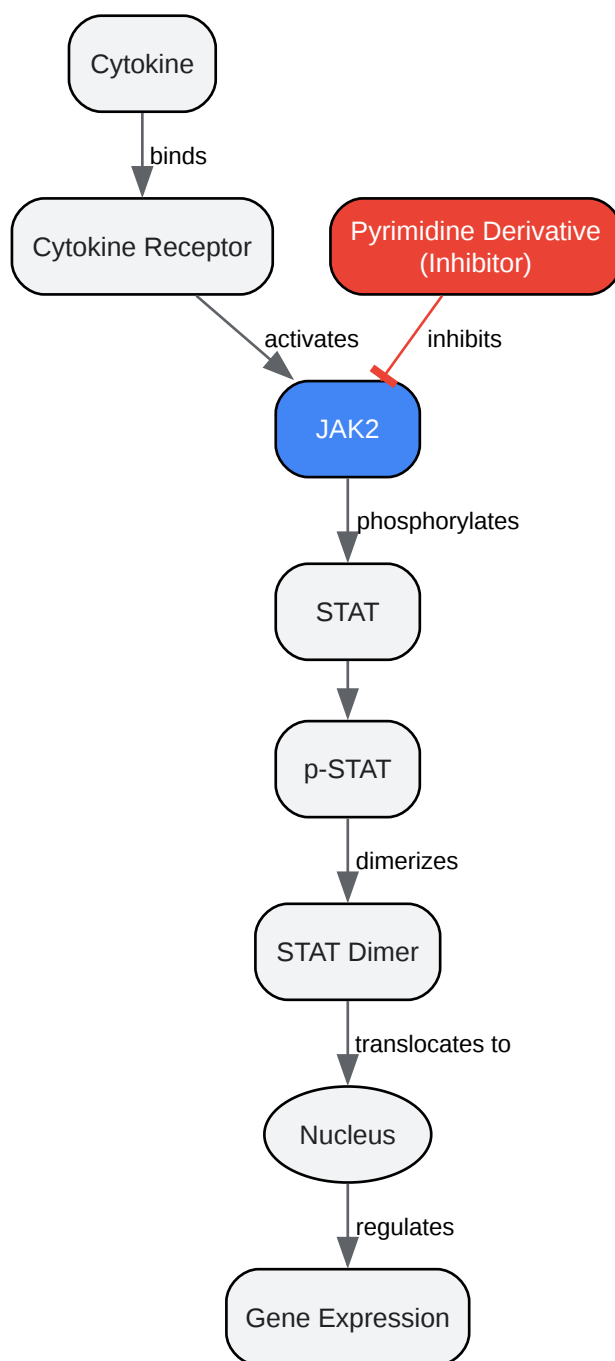 Cytokine
binds
Cytokine Receptor
Pyrimidine Derivative
(Inhibitor)
activates
inhibits
JAK2
phosphorylates
STAT
p-STAT
dimerizes
STAT Dimer
translocates to
Nucleus
regulates
Gene Expression